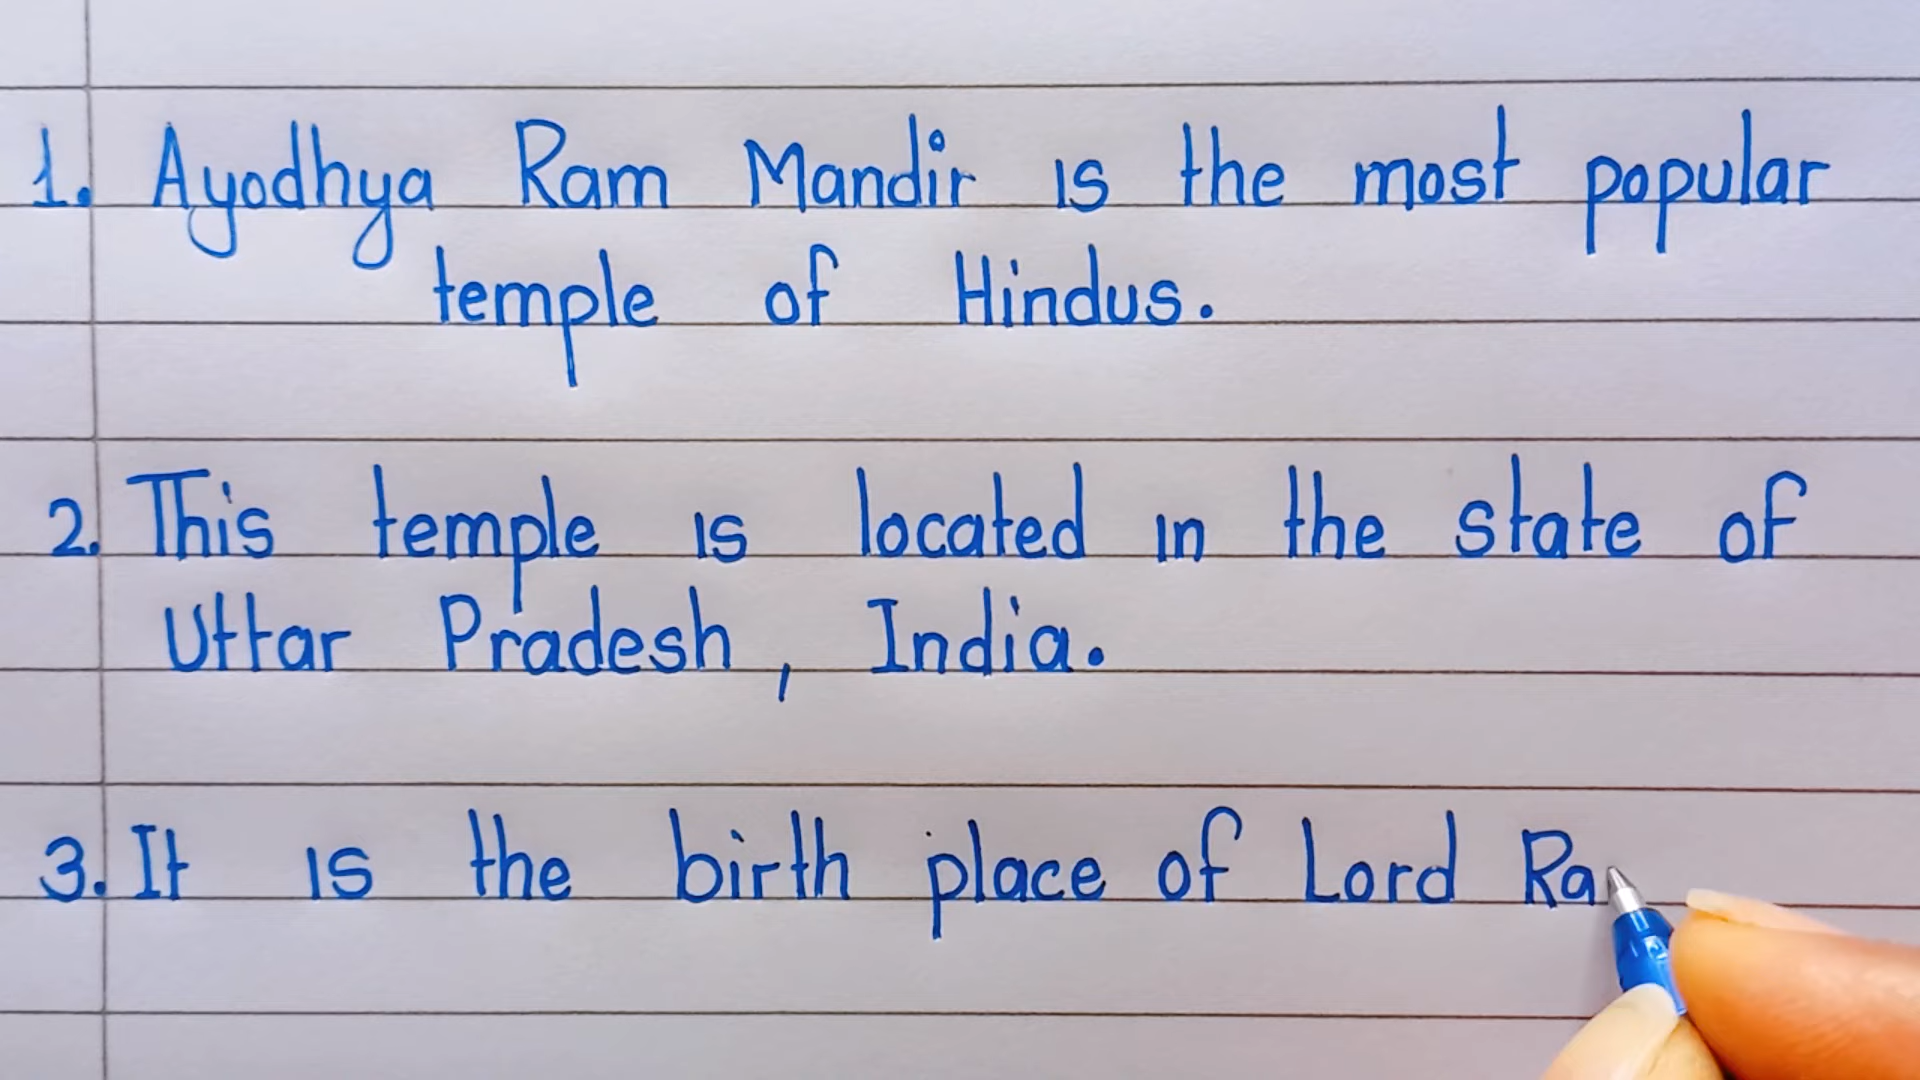 1. Ayodhya Ram Mandir is the most popular
temple of Hindus.
2. This temple is located in the state of
Uttar Pradesh, India.
3. It is the birth place of Lord Ra